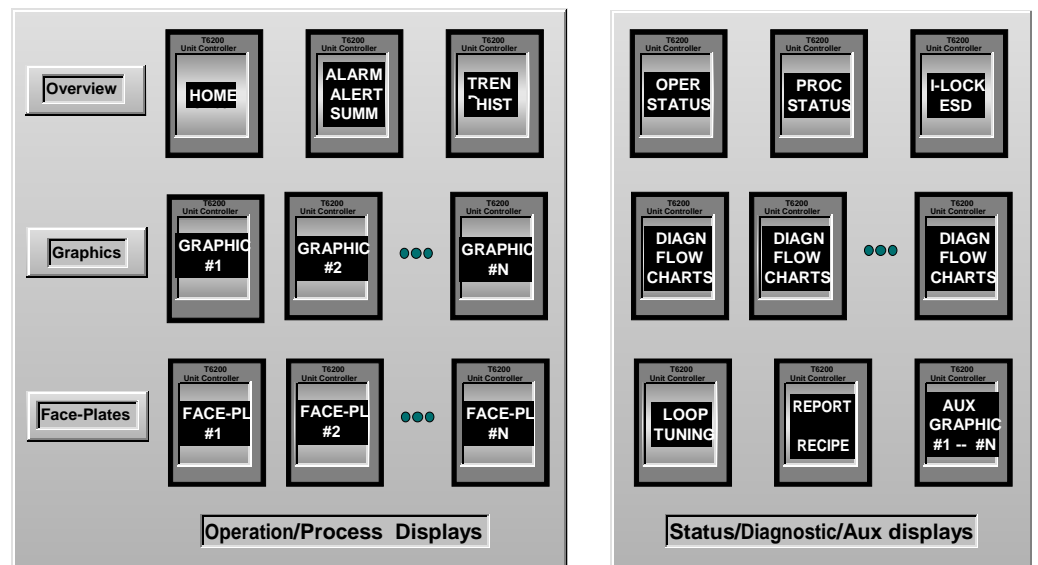 T6200
Unit Controller
T6200
Unit Controller
T6200
Unit Controller
Overview
HOME
ALARM
ALERT
SUMM
TREN
HIST
Graphics
T6200
Unit Controller
T6200
Unit Controller
T6200
Unit Controller
GRAPHIC
#1
GRAPHIC
#2
GRAPHIC
#N
Face-Plates
T6200
Unit Controller
T6200
Unit Controller
T6200
Unit Controller
FACE-PL
#1
FACE-PL
#2
FACE-PL
#N
Operation/Process Displays
T6200
Unit Controller
T6200
Unit Controller
T6200
Unit Controller
OPER
STATUS
PROC
STATUS
I-LOCK
ESD
T6200
Unit Controller
T6200
Unit Controller
T6200
Unit Controller
DIAGN
FLOW
CHARTS
DIAGN
FLOW
CHARTS
DIAGN
FLOW
CHARTS
T6200
Unit Controller
T6200
Unit Controller
T6200
Unit Controller
LOOP
TUNING
REPORT
RECIPE
AUX
GRAPHIC
#1 -- #N
Status/Diagnostic/Aux displays